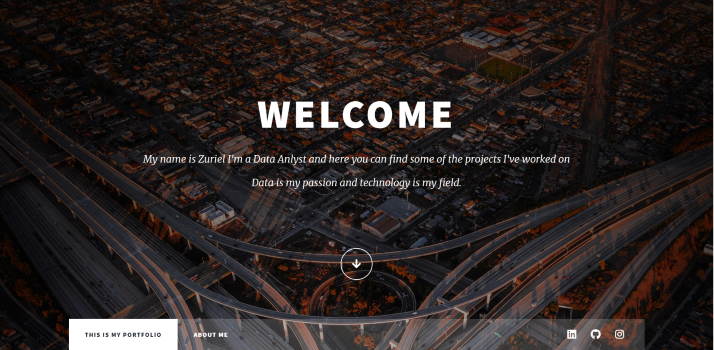 WELCOME
My name is Zuriel I'm a Data Anlyst and here you can find some of the projects I've worked on
Data is my passion and technology is my field.
THIS IS MY PORTFOLIO
ABOUT ME
in